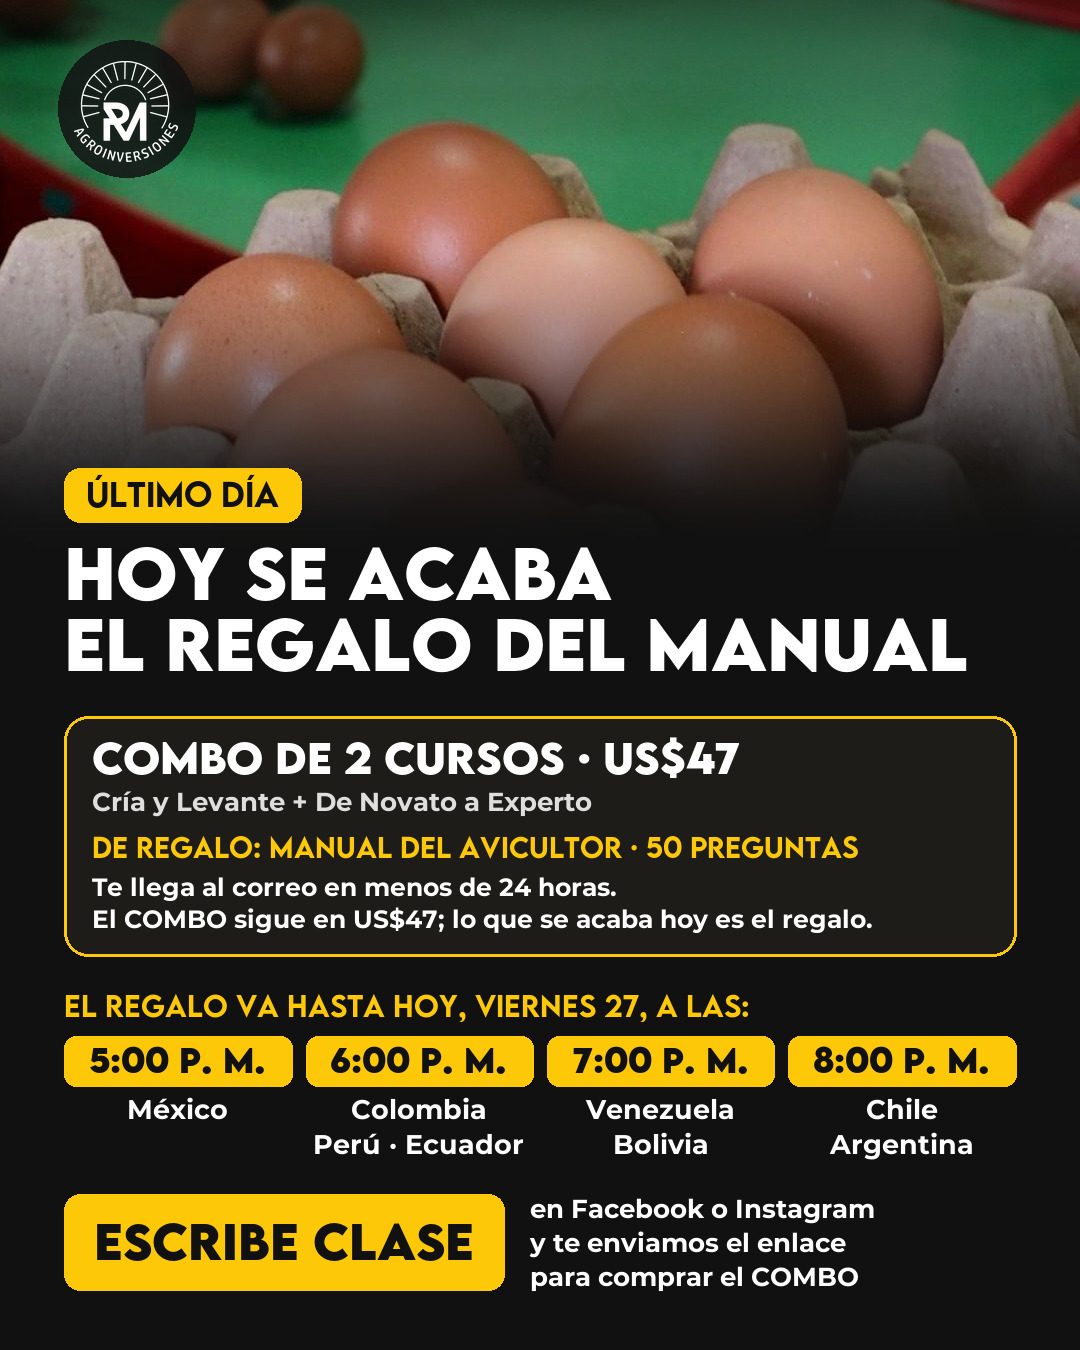 RM
AGROINVERSIONES
ÚLTIMO DÍA
HOY SE ACABA
EL REGALO DEL MANUAL
COMBO DE 2 CURSOS · US$47
Cría y Levante + De Novato a Experto
DE REGALO: MANUAL DEL AVICULTOR · 50 PREGUNTAS
Te llega al correo en menos de 24 horas.
El COMBO sigue en US$47; lo que se acaba hoy es el regalo.
EL REGALO VA HASTA HOY, VIERNES 27, A LAS:
5:00 P. M.
México
6:00 P. M.
Colombia
Perú · Ecuador
7:00 P. M.
Venezuela
Bolivia
8:00 P. M.
Chile
Argentina
ESCRIBE CLASE
en Facebook o Instagram
y te enviamos el enlace
para comprar el COMBO